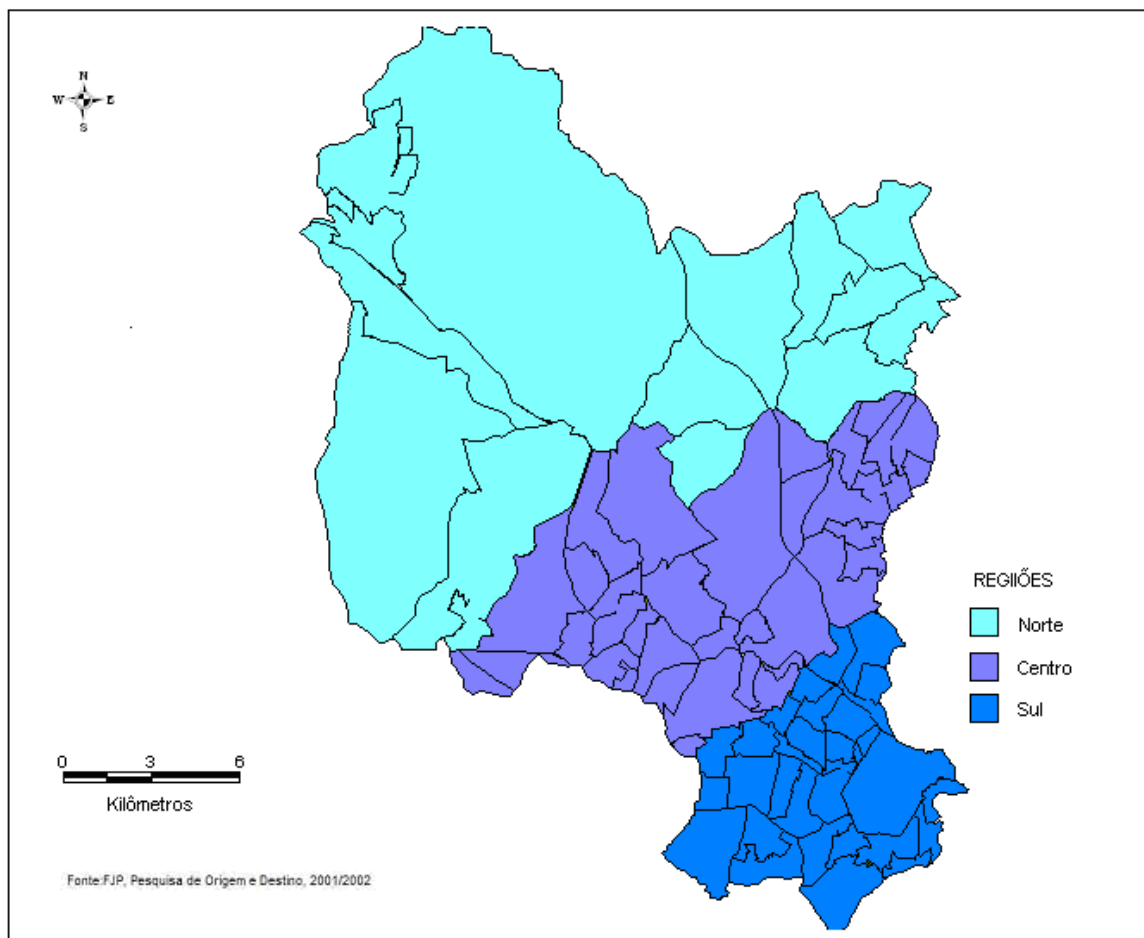 N
W E
S
REGIIÕES
Norte
Centro
Sul
0 3 6
Kilômetros
Fonte:FJP, Pesquisa de Origem e Destino, 2001/2002